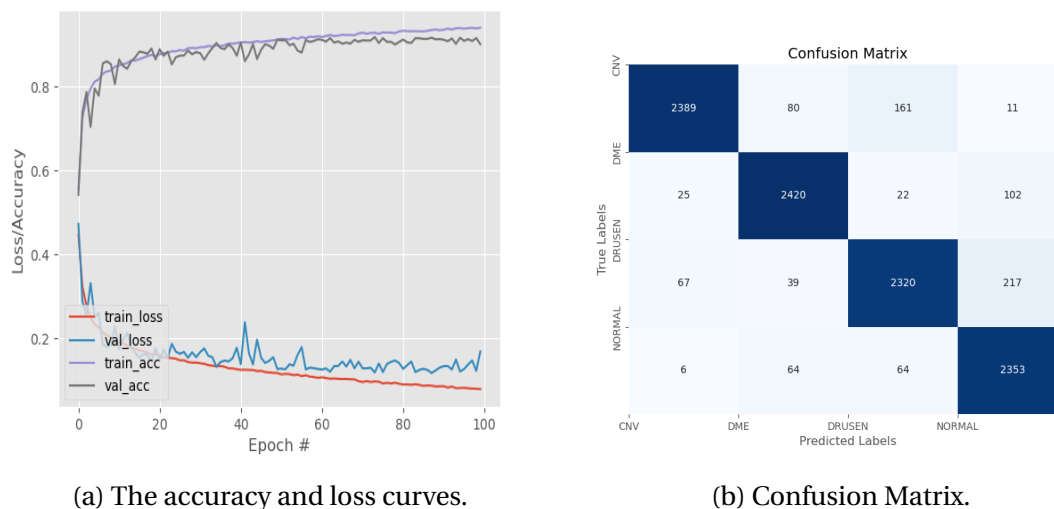 0.8
0.6
0.4
0.2
Loss/Accuracy
train_loss
val_loss
train_acc
val_acc
0 20 40 60 80 100
Epoch #
(a) The accuracy and loss curves.
Confusion Matrix
CNV
DME
DRUSEN
NORMAL
True Labels
2389 80 161 11
25 2420 22 102
67 39 2320 217
6 64 64 2353
CNV DME DRUSEN NORMAL
Predicted Labels
(b) Confusion Matrix.